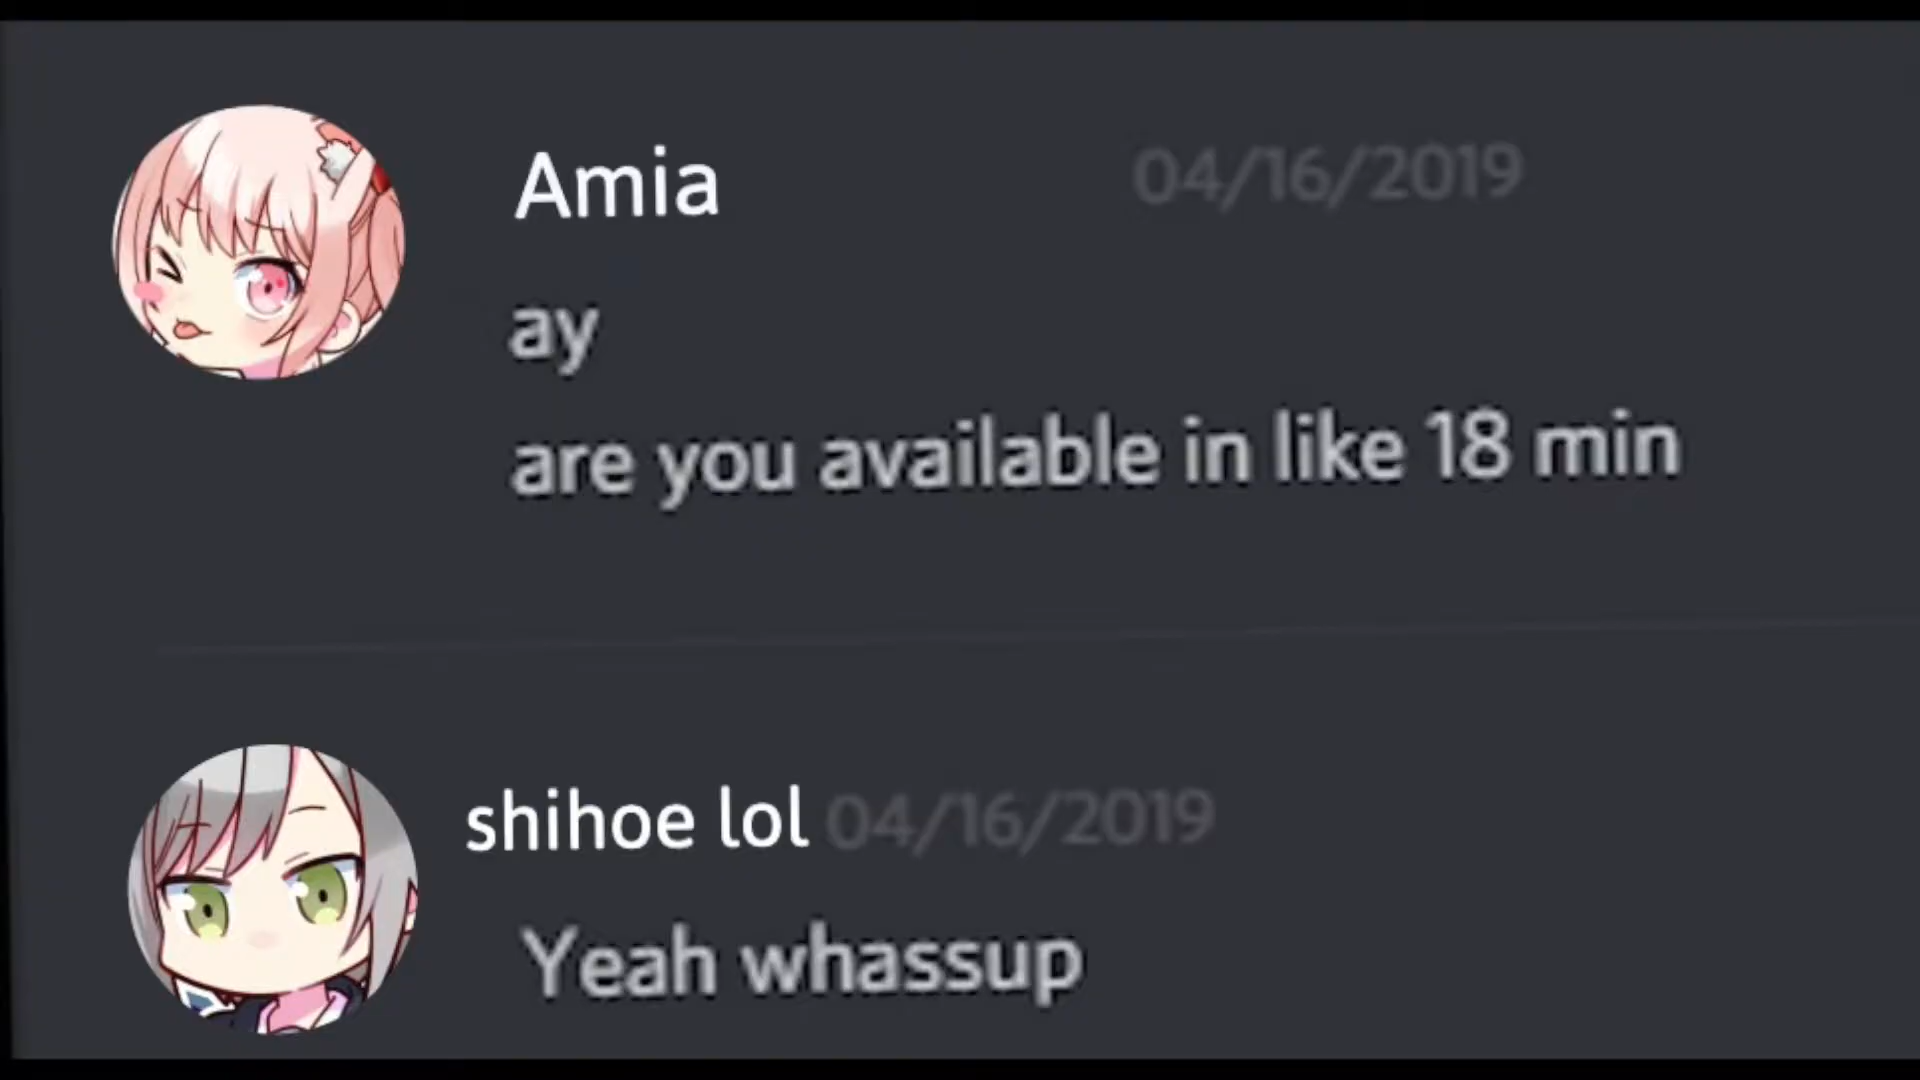 Amia 04/16/2019
ay
are you available in like 18 min
shihoe lol 04/16/2019
Yeah whassup